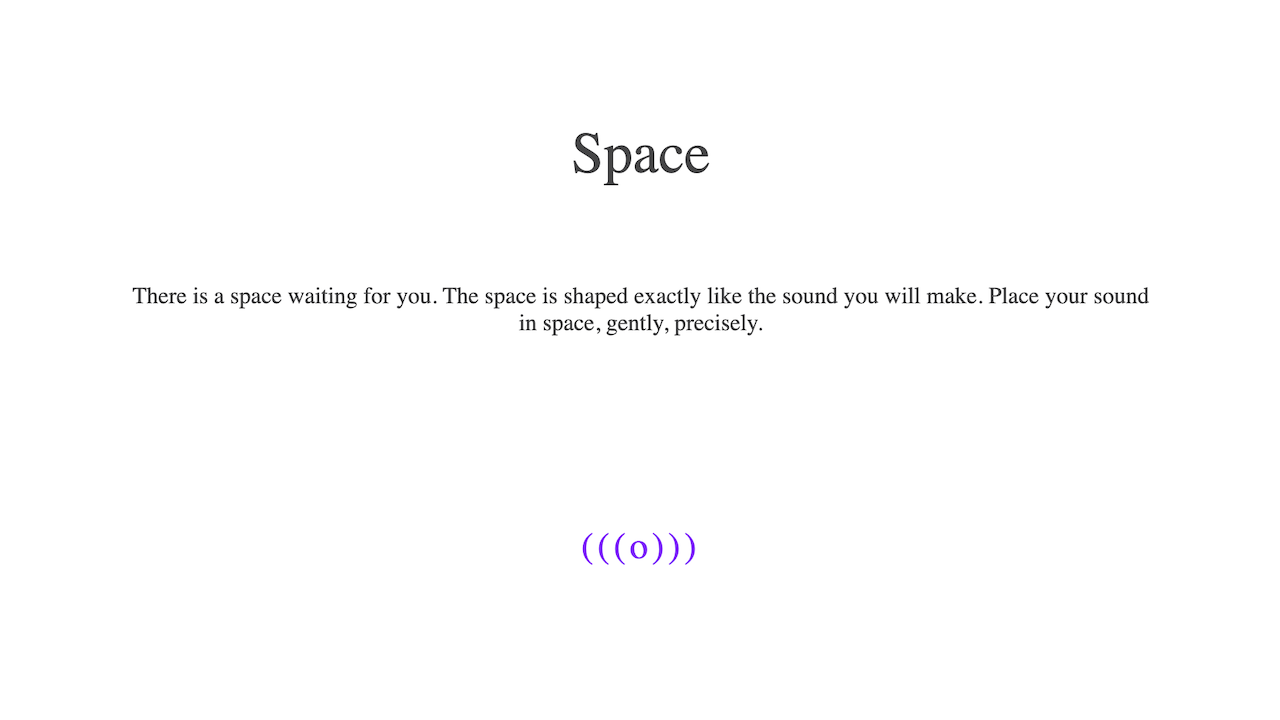 Space
There is a space waiting for you. The space is shaped exactly like the sound you will make. Place your sound
in space, gently, precisely.
(((o)))